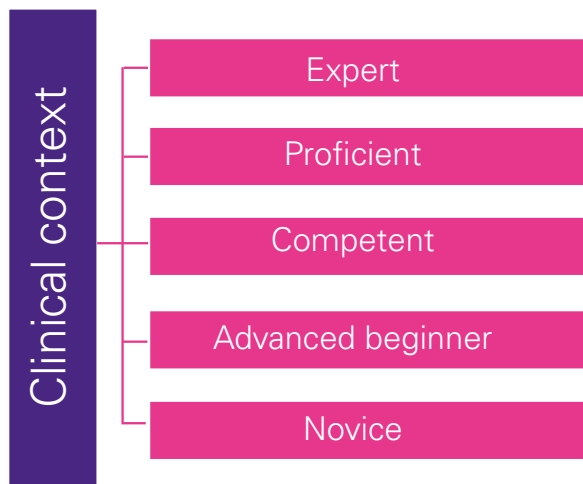 Clinical context
Expert
Proficient
Competent
Advanced beginner
Novice